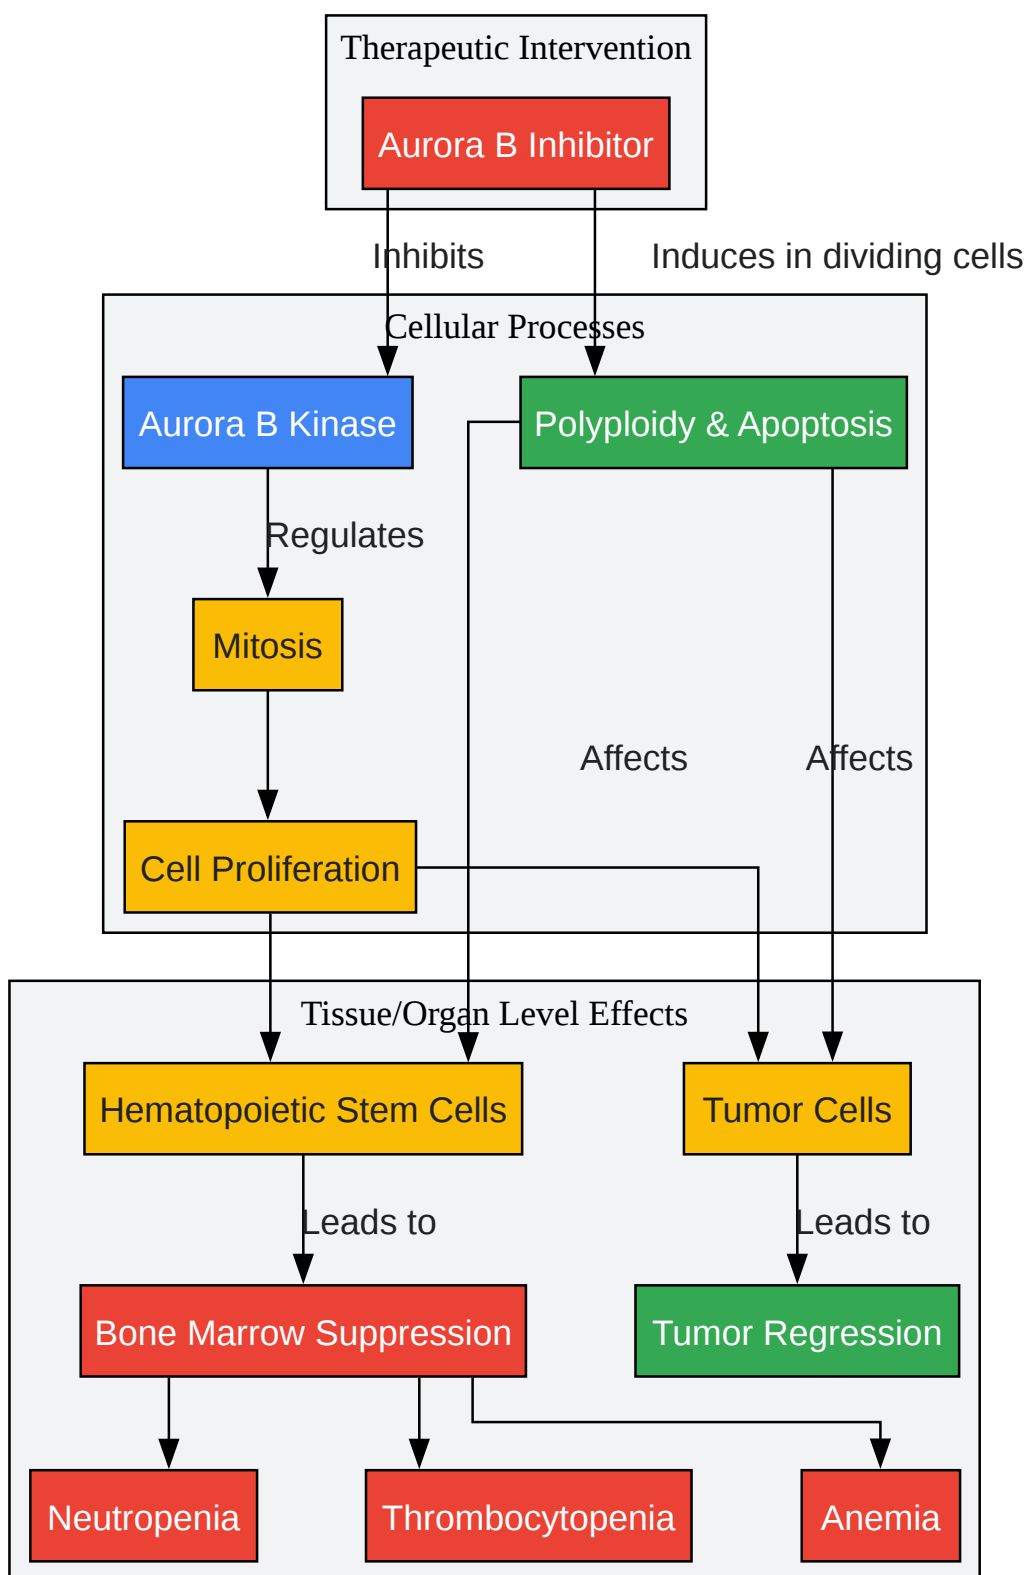 Therapeutic Intervention
Aurora B Inhibitor
Inhibits
Induces in dividing cells
Cellular Processes
Aurora B Kinase
Polyploidy & Apoptosis
Regulates
Mitosis
Affects
Affects
Cell Proliferation
Tissue/Organ Level Effects
Hematopoietic Stem Cells
Tumor Cells
Leads to
Leads to
Bone Marrow Suppression
Tumor Regression
Neutropenia
Thrombocytopenia
Anemia